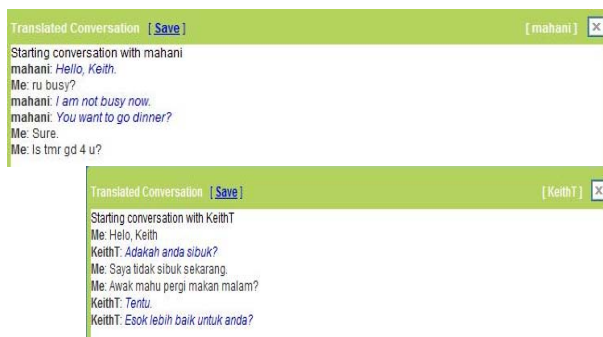 Translated Conversation [ Save ] [ mahani ] X
Starting conversation with mahani
mahani: Hello, Keith.
Me: ru busy?
mahani: I am not busy now.
mahani: You want to go dinner?
Me: Sure.
Me: Is tmr gd 4 u?
Translated Conversation [ Save ] [ KeithT ] X
Starting conversation with KeithT
Me: Helo, Keith
KeithT: Adakah anda sibuk?
Me: Saya tidak sibuk sekarang.
Me: Awak mahu pergi makan malam?
KeithT: Tentu.
KeithT: Esok lebih baik untuk anda?